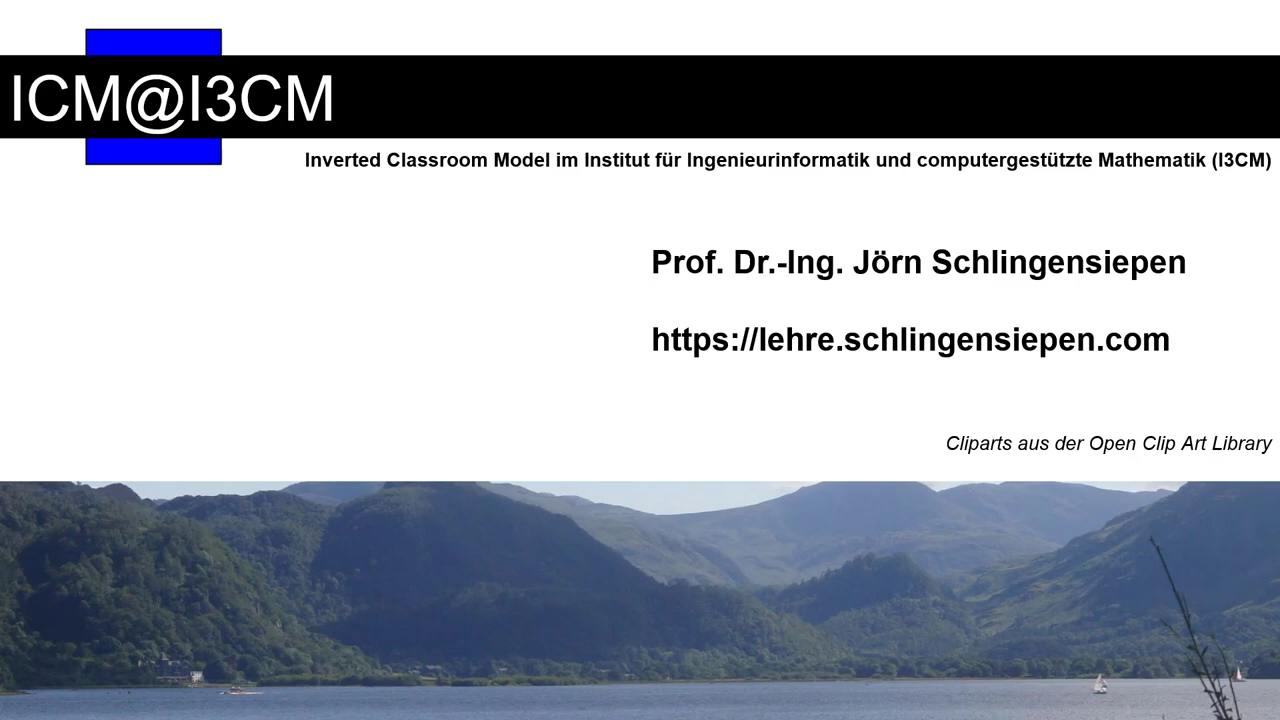 ICM@I3CM
Inverted Classroom Model im Institut für Ingenieurinformatik und computergestützte Mathematik (I3CM)
Prof. Dr.-Ing. Jörn Schlingensiepen
https://lehre.schlingensiepen.com
Cliparts aus der Open Clip Art Library